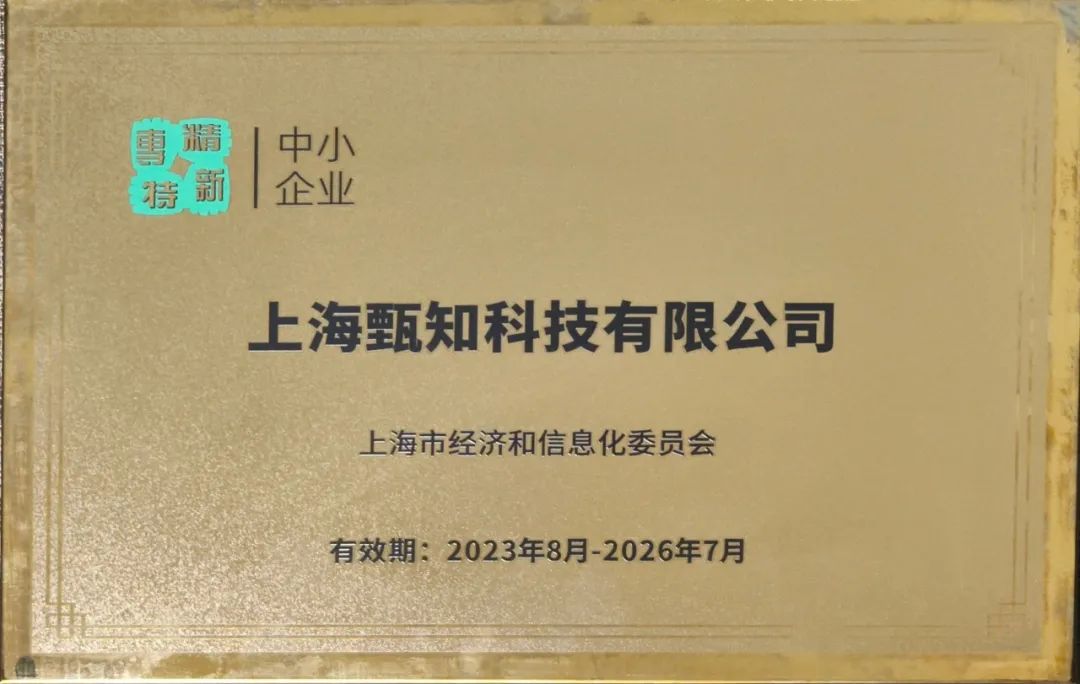 專精特新
中小
企业
上海甄知科技有限公司
上海市经济和信息化委员会
有效期：2023年8月-2026年7月